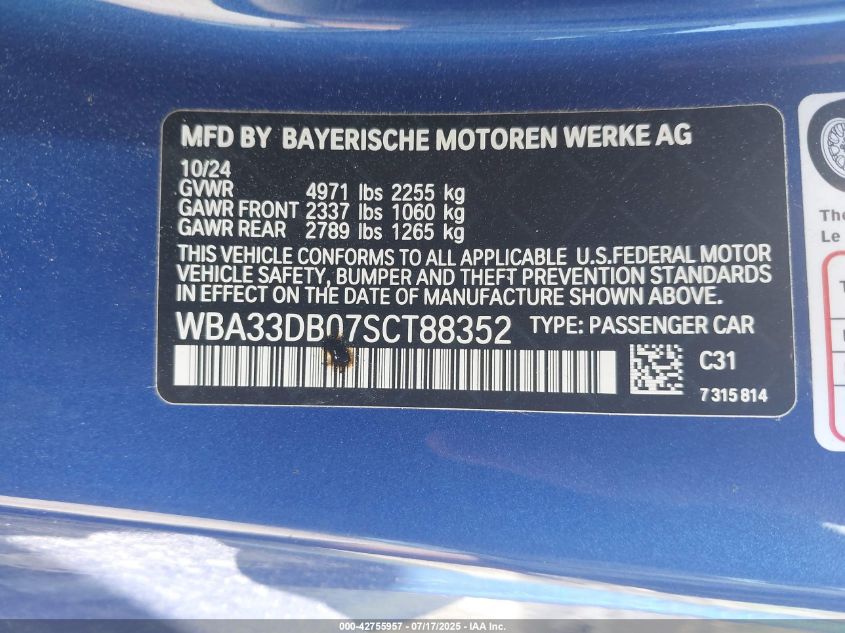 MFD BY BAYERISCHE MOTOREN WERKE AG
10/24
GVWR 4971 lbs 2255 kg
GAWR FRONT 2337 lbs 1060 kg
GAWR REAR 2789 lbs 1265 kg
THIS VEHICLE CONFORMS TO ALL APPLICABLE U.S.FEDERAL MOTOR
VEHICLE SAFETY, BUMPER AND THEFT PREVENTION STANDARDS
IN EFFECT ON THE DATE OF MANUFACTURE SHOWN ABOVE.
WBA33DB07SCT88352 TYPE: PASSENGER CAR
C31
7315814
The
Le
000-42755957 - 07/17/2025 - IAA Inc.